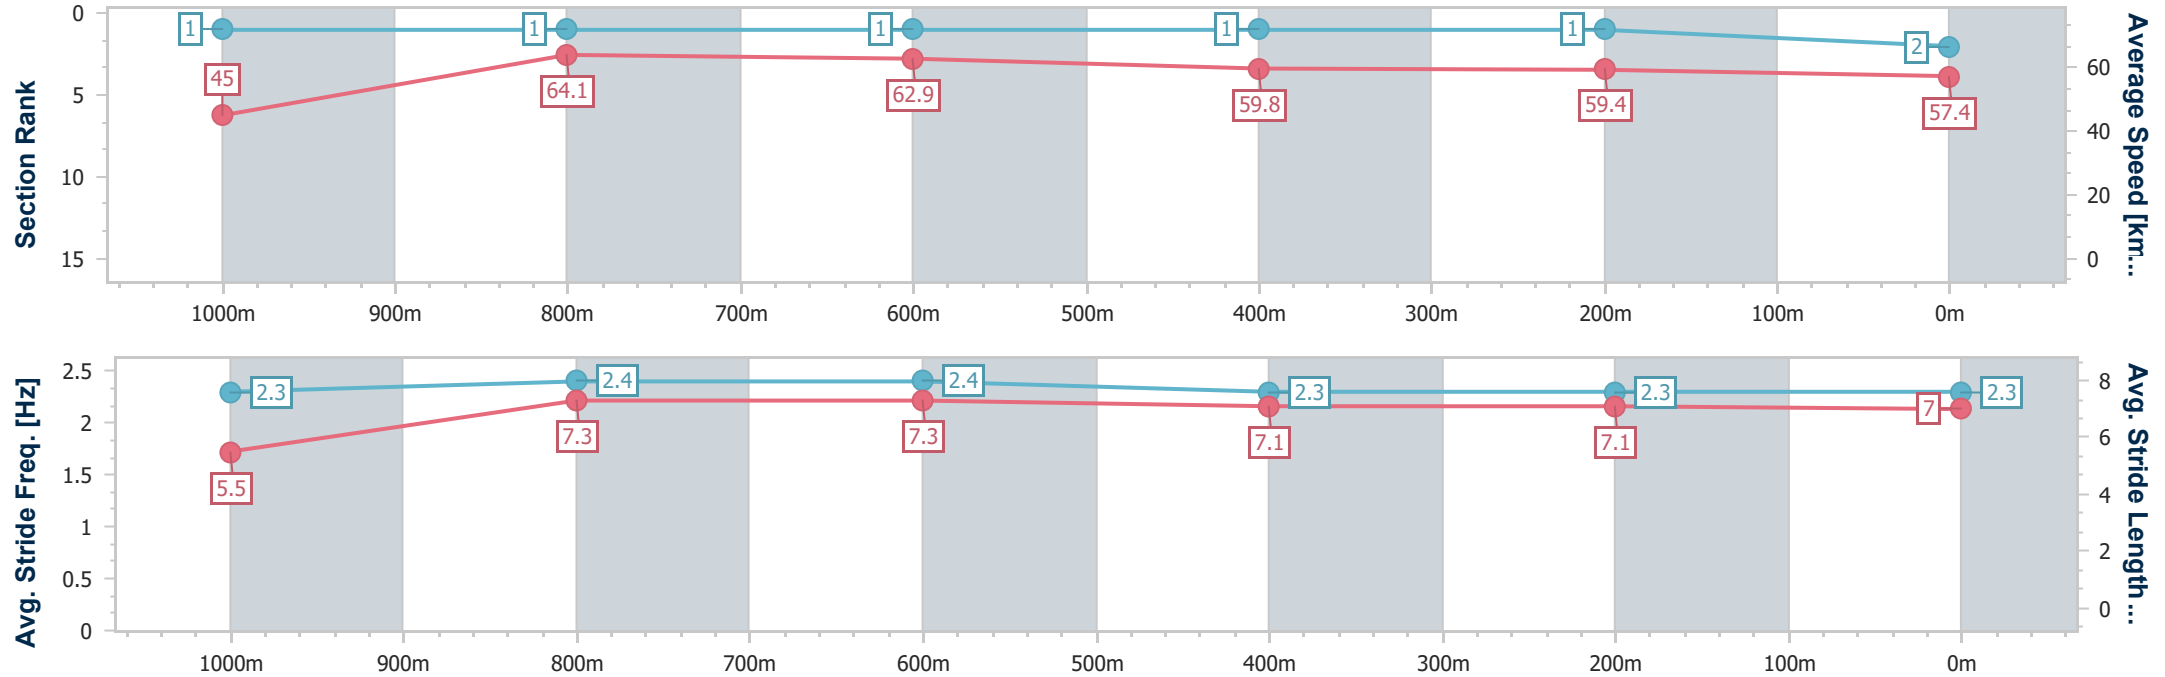 Section Rank
0
5
10
15
1
1
1
1
1
2
45
64.1
62.9
59.8
59.4
57.4
60
40
20
0
Average Speed [km...
1000m
900m
800m
700m
600m
500m
400m
300m
200m
100m
0m
Avg. Stride Freq. [Hz]
2.5
2
1.5
1
0.5
0
2.3
2.4
2.4
2.3
2.3
2.3
5.5
7.3
7.3
7.1
7.1
7
8
6
4
2
0
Avg. Stride Length...
1000m
900m
800m
700m
600m
500m
400m
300m
200m
100m
0m